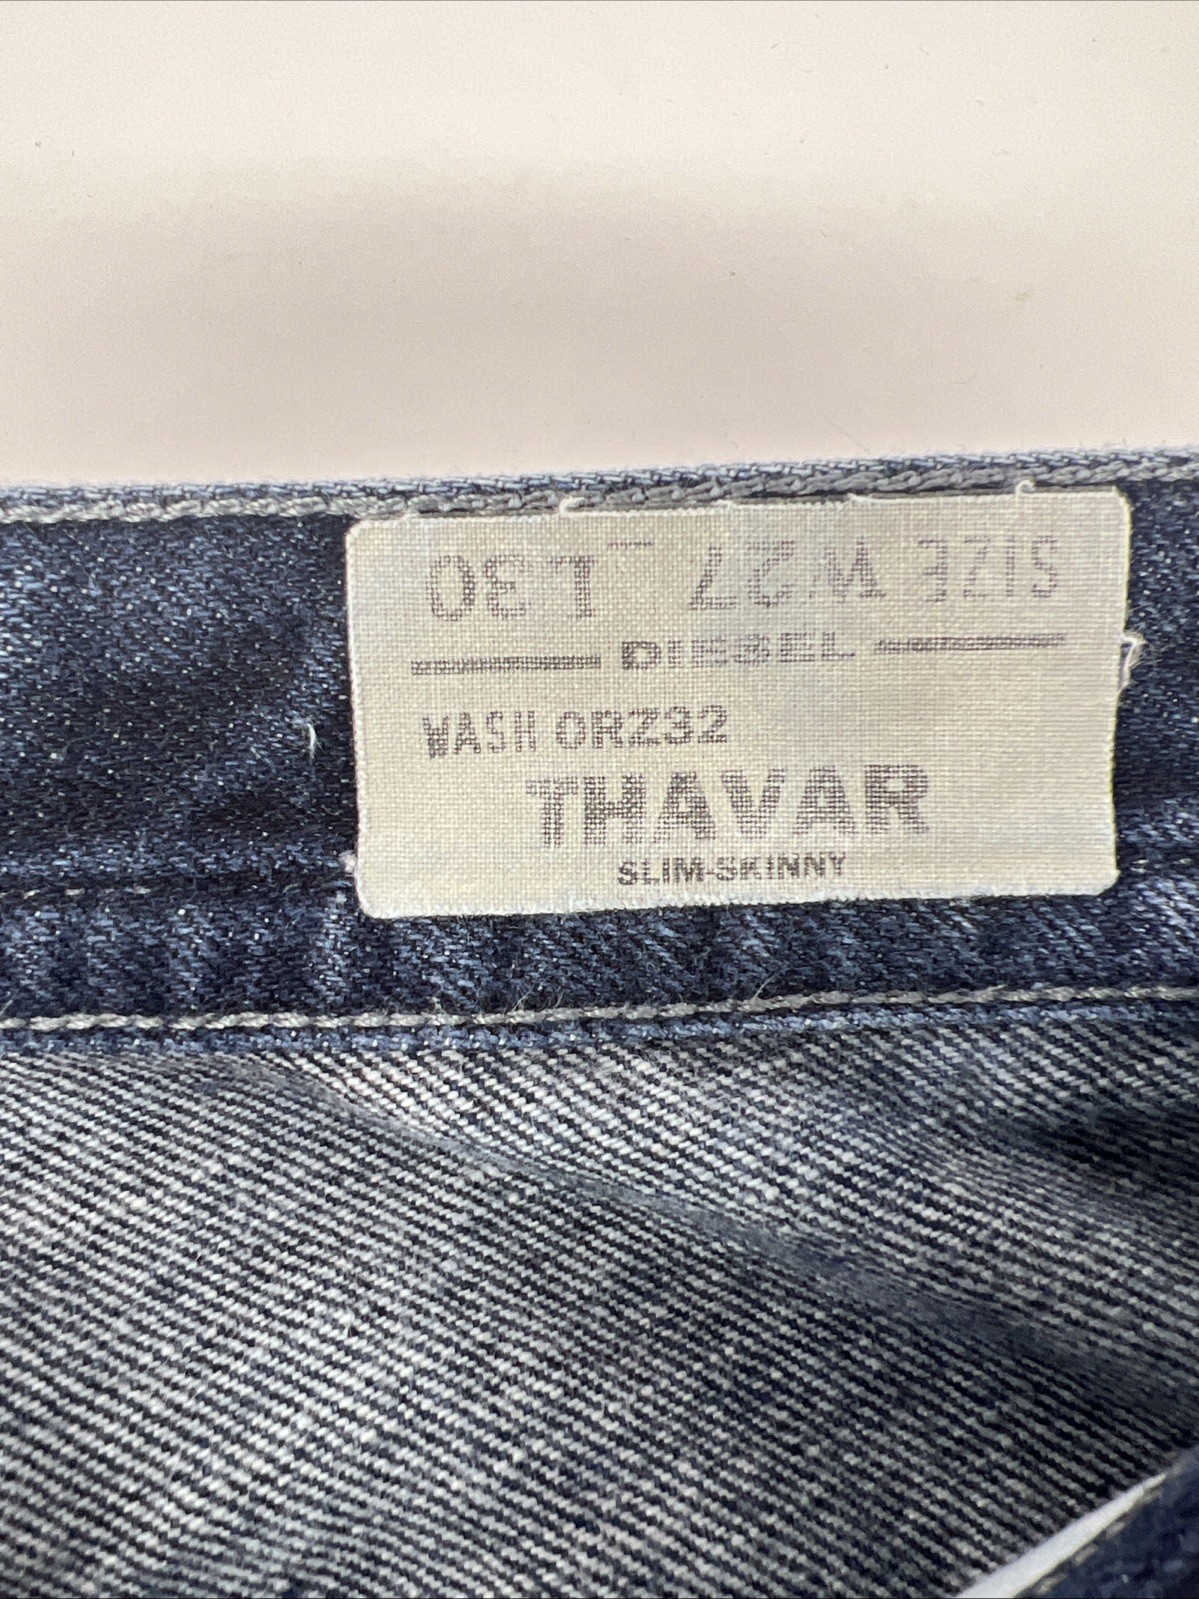 SIZE W27 L30
DIESEL
WASH 0RZ32
THAVAR
SLIM-SKINNY